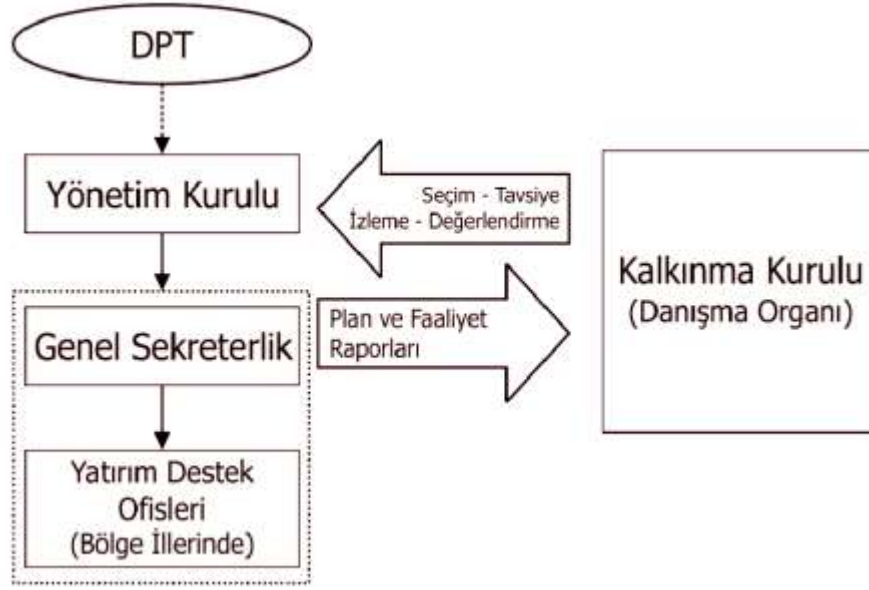 DPT
Yönetim Kurulu
Seçim - Tavsiye
İzleme - Değerlendirme
Kalkınma Kurulu
(Danışma Organı)
Genel Sekreterlik
Plan ve Faaliyet
Raporları
Yatırım Destek
Ofisleri
(Bölge İllerinde)